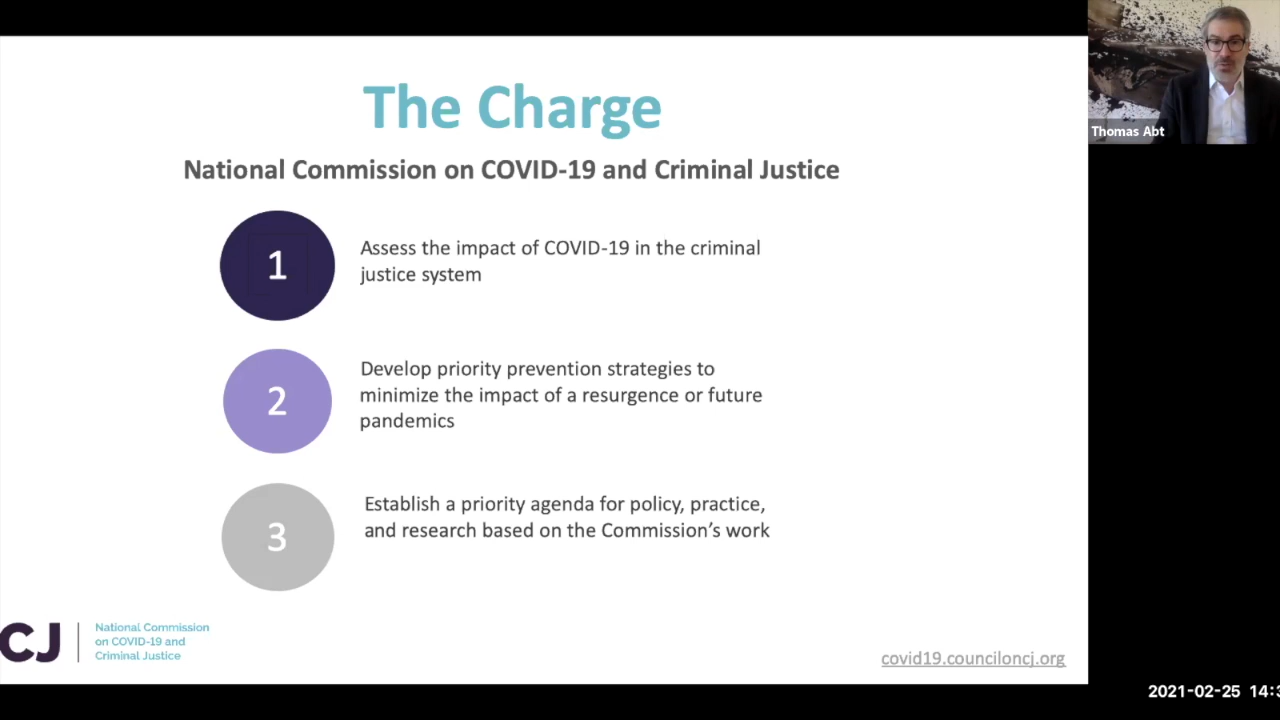 The Charge
National Commission on COVID-19 and Criminal Justice
1
Assess the impact of COVID-19 in the criminal
justice system
2
Develop priority prevention strategies to
minimize the impact of a resurgence or future
pandemics
3
Establish a priority agenda for policy, practice,
and research based on the Commission's work
CJ
National Commission
on COVID-19 and
Criminal Justice
covid19.counciloncj.org
Thomas Abt
2021-02-25 14:3